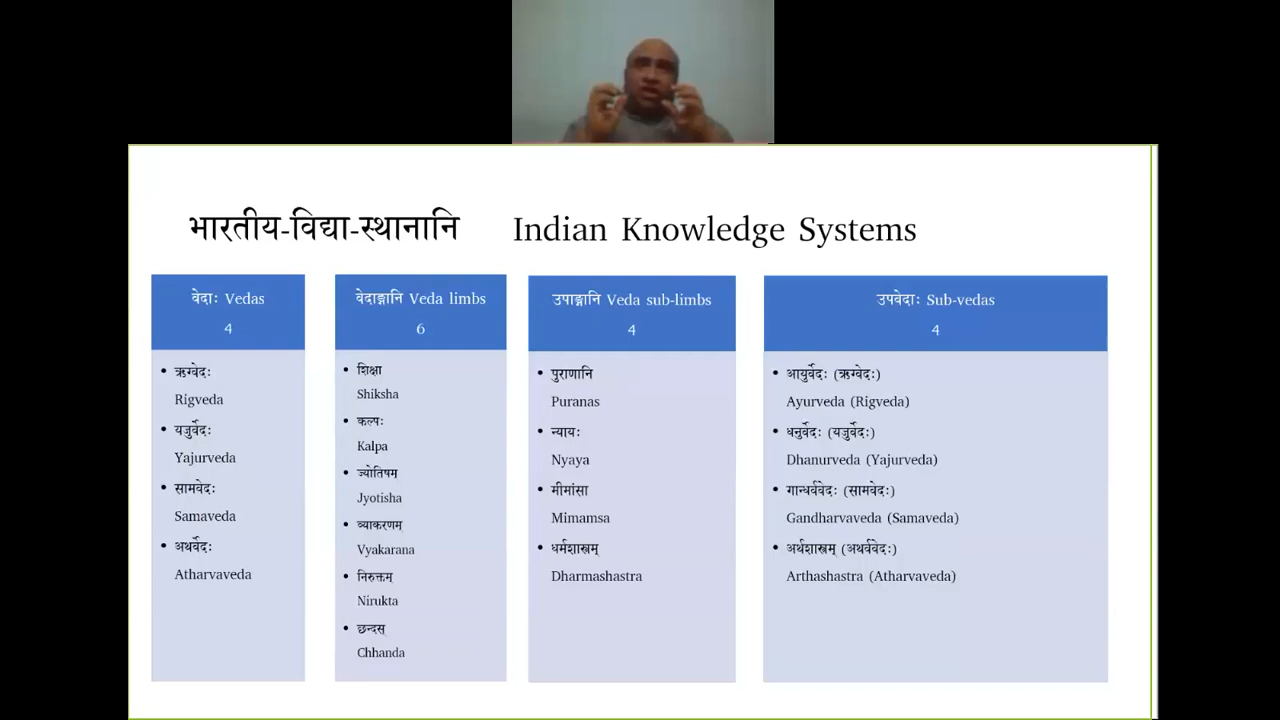 भारतीय-विद्या-स्थानानि Indian Knowledge Systems
वेदाः Vedas
4
• ऋग्वेदः
Rigveda
• यजुर्वेदः
Yajurveda
• सामवेदः
Samaveda
• अथर्वेदः
Atharvaveda
वेदाङ्गानि Veda limbs
6
• शिक्षा
Shiksha
• कल्पः
Kalpa
• ज्योतिषम्
Jyotisha
• व्याकरणम्
Vyakarana
• निरुक्तम्
Nirukta
• छन्दस्
Chhanda
उपाङ्गानि Veda sub-limbs
4
• पुराणानि
Puranas
• न्यायः
Nyaya
• मीमांसा
Mimamsa
• धर्मशास्त्रम्
Dharmashastra
उपवेदाः Sub-vedas
4
• आयुर्वेदः (ऋग्वेदः)
Ayurveda (Rigveda)
• धनुर्वेदः (यजुर्वेदः)
Dhanurveda (Yajurveda)
• गान्धर्ववेदः (सामवेदः)
Gandharvaveda (Samaveda)
• अर्थशास्त्रम् (अथर्ववेदः)
Arthashastra (Atharvaveda)